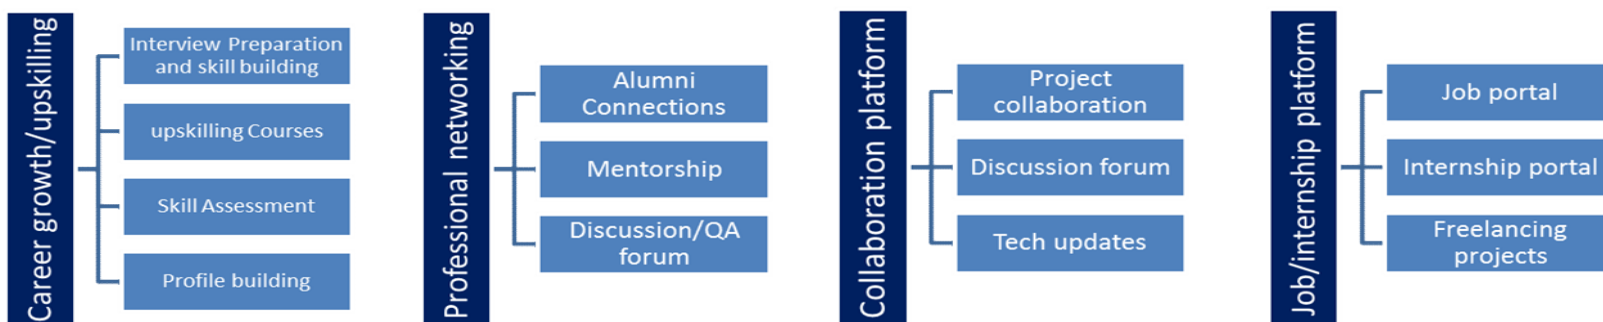 Career growth/upskilling
Interview Preparation
and skill building
upskilling Courses
Skill Assessment
Profile building
Professional networking
Alumni
Connections
Mentorship
Discussion/QA
forum
Collaboration platform
Project
collaboration
Discussion forum
Tech updates
Job/internship platform
Job portal
Internship portal
Freelancing
projects